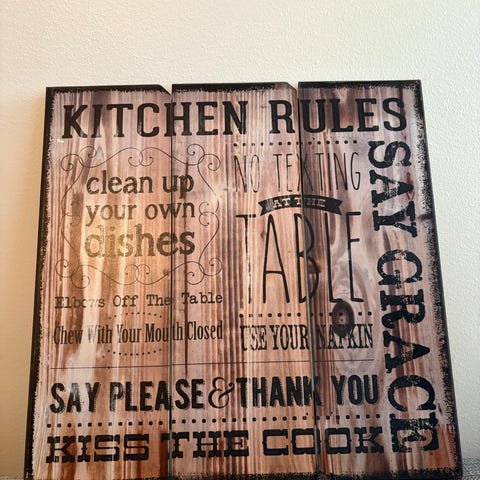 KITCHEN RULES
clean up
your own
dishes
Elbows Off The Table
Chew With Your Mouth Closed
NO TEXTING
AT THE
TABLE
USE YOUR NAPKIN
SAY GRACE
SAY PLEASE & THANK YOU
KISS THE COOK